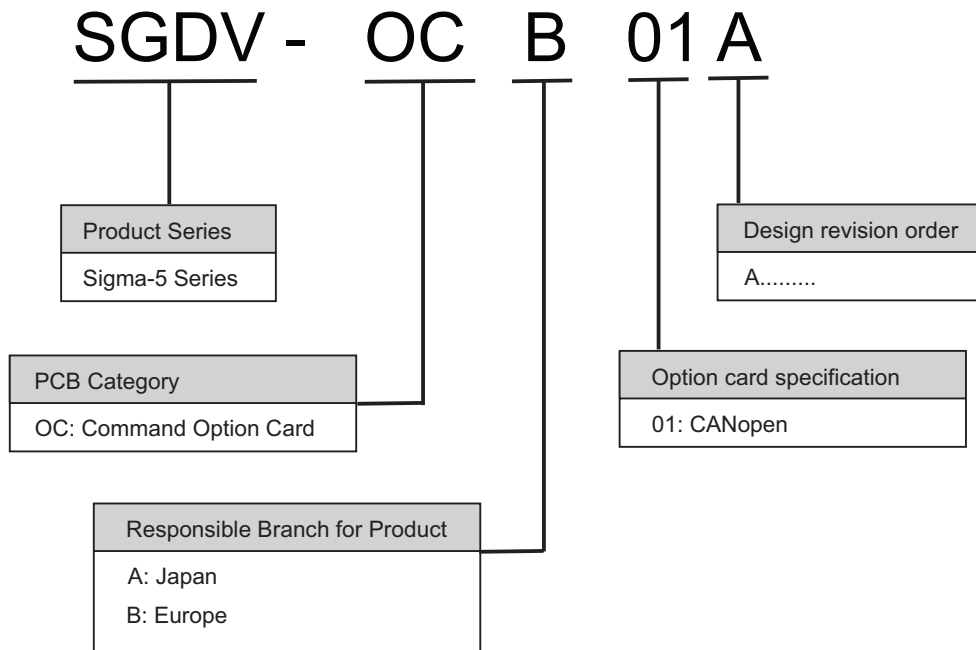 SGDV - OC B 01 A
Product Series
Sigma-5 Series
Design revision order
A.........
PCB Category
OC: Command Option Card
Option card specification
01: CANopen
Responsible Branch for Product
A: Japan
B: Europe